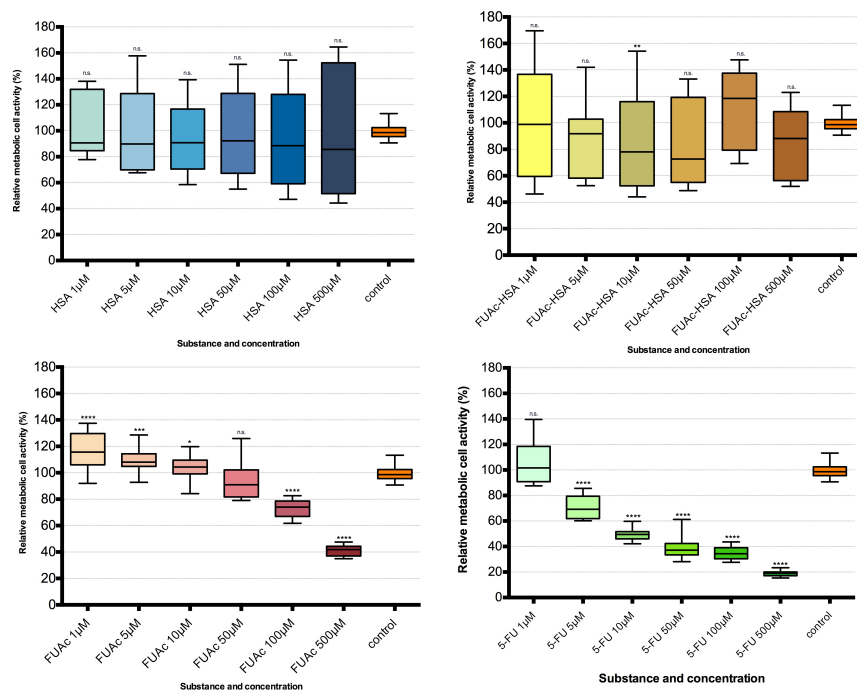 Relative metabolic cell activity (%)
180
160
140
120
100
80
60
40
20
0
n.s.
n.s.
n.s.
n.s.
n.s.
n.s.
HSA 1µM
HSA 5µM
HSA 10µM
HSA 50µM
HSA 100µM
HSA 500µM
control
Substance and concentration
Relative metabolic cell activity (%)
180
160
140
120
100
80
60
40
20
0
n.s.
n.s.
**
n.s.
n.s.
n.s.
FUAc-HSA 1µM
FUAc-HSA 5µM
FUAc-HSA 10µM
FUAc-HSA 50µM
FUAc-HSA 100µM
FUAc-HSA 500µM
control
Substance and concentration
Relative metabolic cell activity (%)
180
160
140
120
100
80
60
40
20
0
****
***
*
n.s.
****
****
FUAc 1µM
FUAc 5µM
FUAc 10µM
FUAc 50µM
FUAc 100µM
FUAc 500µM
control
Substance and concentration
Relative metabolic cell activity (%)
180
160
140
120
100
80
60
40
20
0
n.s.
****
****
****
****
****
5-FU 1µM
5-FU 5µM
5-FU 10µM
5-FU 50µM
5-FU 100µM
5-FU 500µM
control
Substance and concentration